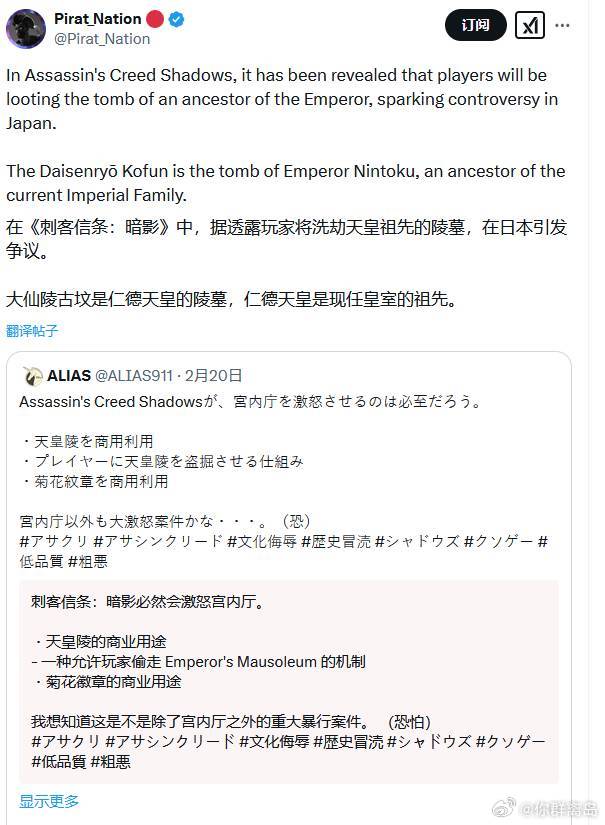 Pirat_Nation
@Pirat_Nation
订阅
In Assassin's Creed Shadows, it has been revealed that players will be
looting the tomb of an ancestor of the Emperor, sparking controversy in
Japan.
The Daisenryō Kofun is the tomb of Emperor Nintoku, an ancestor of the
current Imperial Family.
在《刺客信条：暗影》中，据透露玩家将洗劫天皇祖先的陵墓，在日本引发
争议。
大仙陵古坟是仁德天皇的陵墓，仁德天皇是现任皇室的祖先。
翻译帖子
ALIAS @ALIAS911 · 2月20日
Assassin's Creed Shadowsが、宮内庁を激怒させるのは必至だろう。
・天皇陵を商用利用
・プレイヤーに天皇陵を盗掘させる仕組み
・菊花紋章を商用利用
宮内庁以外も大激怒案件かな・・・。（恐）
#アサクリ #アサシンクリード #文化侮辱 #歴史冒涜 #シャドウズ #クソゲー #
低品質 #粗悪
刺客信条：暗影必然会激怒宫内厅。
・天皇陵的商业用途
- 一种允许玩家偷走 Emperor's Mausoleum 的机制
・菊花徽章的商业用途
我想知道这是不是除了宫内厅之外的重大暴行案件。 （恐怕）
#アサクリ #アサシンクリード #文化侮辱 #歴史冒涜 #シャドウズ #クソゲー
#低品質 #粗悪
显示更多